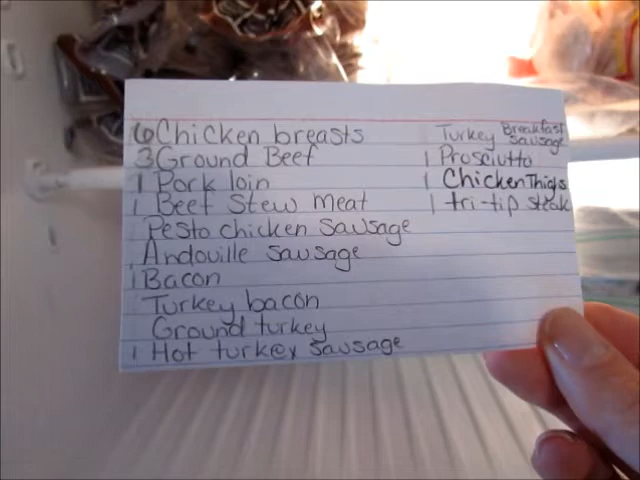 6 Chicken breasts
3 Ground Beef
1 Pork loin
1 Beef Stew meat
Pesto chicken sausage
Andouille sausage
1 Bacon
Turkey bacon
Ground turkey
1 Hot turkey sausage
Turkey Breakfast sausage
1 Prosciutto
1 Chicken Thighs
1 tri-tip steak